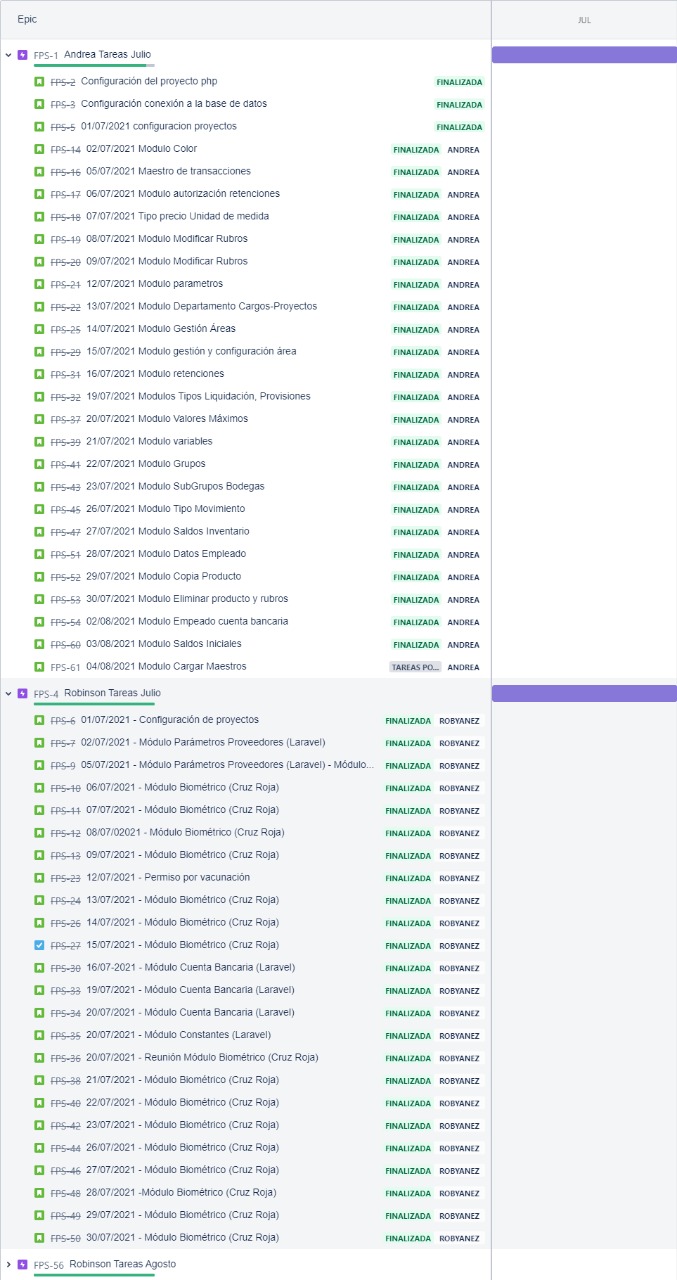 Epic JUL
FPS-1 Andrea Tareas Julio
FPS-2 Configuración del proyecto php FINALIZADA
FPS-3 Configuración conexión a la base de datos FINALIZADA
FPS-5 01/07/2021 configuracion proyectos FINALIZADA
FPS-14 02/07/2021 Modulo Color FINALIZADA ANDREA
FPS-16 05/07/2021 Maestro de transacciones FINALIZADA ANDREA
FPS-17 06/07/2021 Modulo autorización retenciones FINALIZADA ANDREA
FPS-18 07/07/2021 Tipo precio Unidad de medida FINALIZADA ANDREA
FPS-19 08/07/2021 Modulo Modificar Rubros FINALIZADA ANDREA
FPS-20 09/07/2021 Modulo Modificar Rubros FINALIZADA ANDREA
FPS-21 12/07/2021 Modulo parametros FINALIZADA ANDREA
FPS-22 13/07/2021 Modulo Departamento Cargos-Proyectos FINALIZADA ANDREA
FPS-25 14/07/2021 Modulo Gestión Áreas FINALIZADA ANDREA
FPS-29 15/07/2021 Modulo gestión y configuración área FINALIZADA ANDREA
FPS-31 16/07/2021 Modulo retenciones FINALIZADA ANDREA
FPS-32 19/07/2021 Modulos Tipos Liquidación, Provisiones FINALIZADA ANDREA
FPS-37 20/07/2021 Modulo Valores Máximos FINALIZADA ANDREA
FPS-39 21/07/2021 Modulo variables FINALIZADA ANDREA
FPS-41 22/07/2021 Modulo Grupos FINALIZADA ANDREA
FPS-43 23/07/2021 Modulo SubGrupos Bodegas FINALIZADA ANDREA
FPS-45 26/07/2021 Modulo Tipo Movimiento FINALIZADA ANDREA
FPS-47 27/07/2021 Modulo Saldos Inventario FINALIZADA ANDREA
FPS-51 28/07/2021 Modulo Datos Empleado FINALIZADA ANDREA
FPS-52 29/07/2021 Modulo Copia Producto FINALIZADA ANDREA
FPS-53 30/07/2021 Modulo Eliminar producto y rubros FINALIZADA ANDREA
FPS-54 02/08/2021 Modulo Empeado cuenta bancaria FINALIZADA ANDREA
FPS-60 03/08/2021 Modulo Saldos Iniciales FINALIZADA ANDREA
FPS-61 04/08/2021 Modulo Cargar Maestros TAREAS PO... ANDREA
FPS-4 Robinson Tareas Julio
FPS-6 01/07/2021 - Configuración de proyectos FINALIZADA ROBYANEZ
FPS-7 02/07/2021 - Módulo Parámetros Proveedores (Laravel) FINALIZADA ROBYANEZ
FPS-9 05/07/2021 - Módulo Parámetros Proveedores (Laravel) - Módulo... FINALIZADA ROBYANEZ
FPS-10 06/07/2021 - Módulo Biométrico (Cruz Roja) FINALIZADA ROBYANEZ
FPS-11 07/07/2021 - Módulo Biométrico (Cruz Roja) FINALIZADA ROBYANEZ
FPS-12 08/07/02021 - Módulo Biométrico (Cruz Roja) FINALIZADA ROBYANEZ
FPS-13 09/07/2021 - Módulo Biométrico (Cruz Roja) FINALIZADA ROBYANEZ
FPS-23 12/07/2021 - Permiso por vacunación FINALIZADA ROBYANEZ
FPS-24 13/07/2021 - Módulo Biométrico (Cruz Roja) FINALIZADA ROBYANEZ
FPS-26 14/07/2021 - Módulo Biométrico (Cruz Roja) FINALIZADA ROBYANEZ
FPS-27 15/07/2021 - Módulo Biométrico (Cruz Roja) FINALIZADA ROBYANEZ
FPS-30 16/07-2021 - Módulo Cuenta Bancaria (Laravel) FINALIZADA ROBYANEZ
FPS-33 19/07/2021 - Módulo Cuenta Bancaria (Laravel) FINALIZADA ROBYANEZ
FPS-34 20/07/2021 - Módulo Cuenta Bancaria (Laravel) FINALIZADA ROBYANEZ
FPS-35 20/07/2021 - Módulo Constantes (Laravel) FINALIZADA ROBYANEZ
FPS-36 20/07/2021 - Reunión Módulo Biométrico (Cruz Roja) FINALIZADA ROBYANEZ
FPS-38 21/07/2021 - Módulo Biométrico (Cruz Roja) FINALIZADA ROBYANEZ
FPS-40 22/07/2021 - Módulo Biométrico (Cruz Roja) FINALIZADA ROBYANEZ
FPS-42 23/07/2021 - Módulo Biométrico (Cruz Roja) FINALIZADA ROBYANEZ
FPS-44 26/07/2021 - Módulo Biométrico (Cruz Roja) FINALIZADA ROBYANEZ
FPS-46 27/07/2021 - Módulo Biométrico (Cruz Roja) FINALIZADA ROBYANEZ
FPS-48 28/07/2021 -Módulo Biométrico (Cruz Roja) FINALIZADA ROBYANEZ
FPS-49 29/07/2021 - Módulo Biométrico (Cruz Roja) FINALIZADA ROBYANEZ
FPS-50 30/07/2021 - Módulo Biométrico (Cruz Roja) FINALIZADA ROBYANEZ
FPS-56 Robinson Tareas Agosto